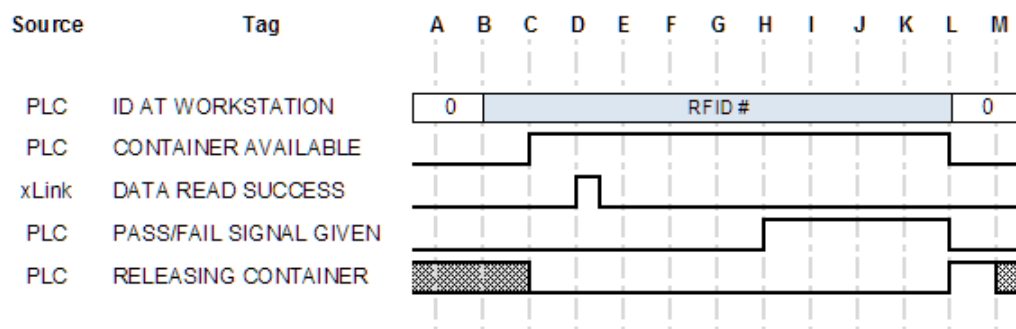 Source Tag A B C D E F G H I J K L M
PLC ID AT WORKSTATION 0 RFID # 0
PLC CONTAINER AVAILABLE
xLink DATA READ SUCCESS
PLC PASS/FAIL SIGNAL GIVEN
PLC RELEASING CONTAINER